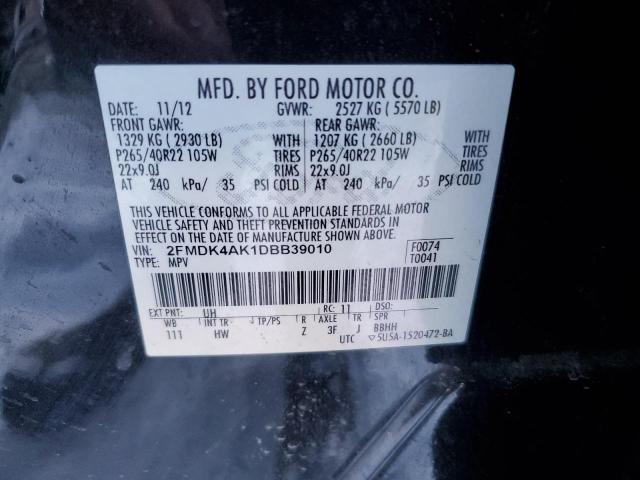 MFD. BY FORD MOTOR CO.
DATE: 11/12 GVWR: 2527 KG ( 5570 LB)
FRONT GAWR: REAR GAWR:
1329 KG ( 2930 LB) 1207 KG ( 2660 LB)
P265/40R22 105W TIRES P265/40R22 105W TIRES
22x9.0J RIMS 22x9.0J RIMS
AT 240 kPa/ 35 PSI COLD AT 240 kPa/ 35 PSI COLD
THIS VEHICLE CONFORMS TO ALL APPLICABLE FEDERAL MOTOR
VEHICLE SAFETY AND THEFT PREVENTION STANDARDS IN
EFFECT ON THE DATE OF MANUFACTURE SHOWN ABOVE.
VIN: 2FMDK4AK1DBB39010 F0074
TYPE: MPV T0041
EXT PNT: UH RC: 11 DSO:
WB INT TR TP/PS R AXLE TR SPR
111 HW Z 3F J BBHH
UTC ▽5U5A-1520472-BA